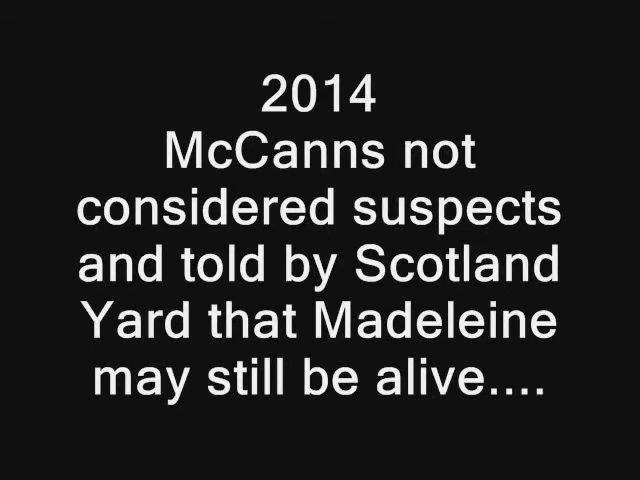 2014
McCanns not
considered suspects
and told by Scotland
Yard that Madeleine
may still be alive....